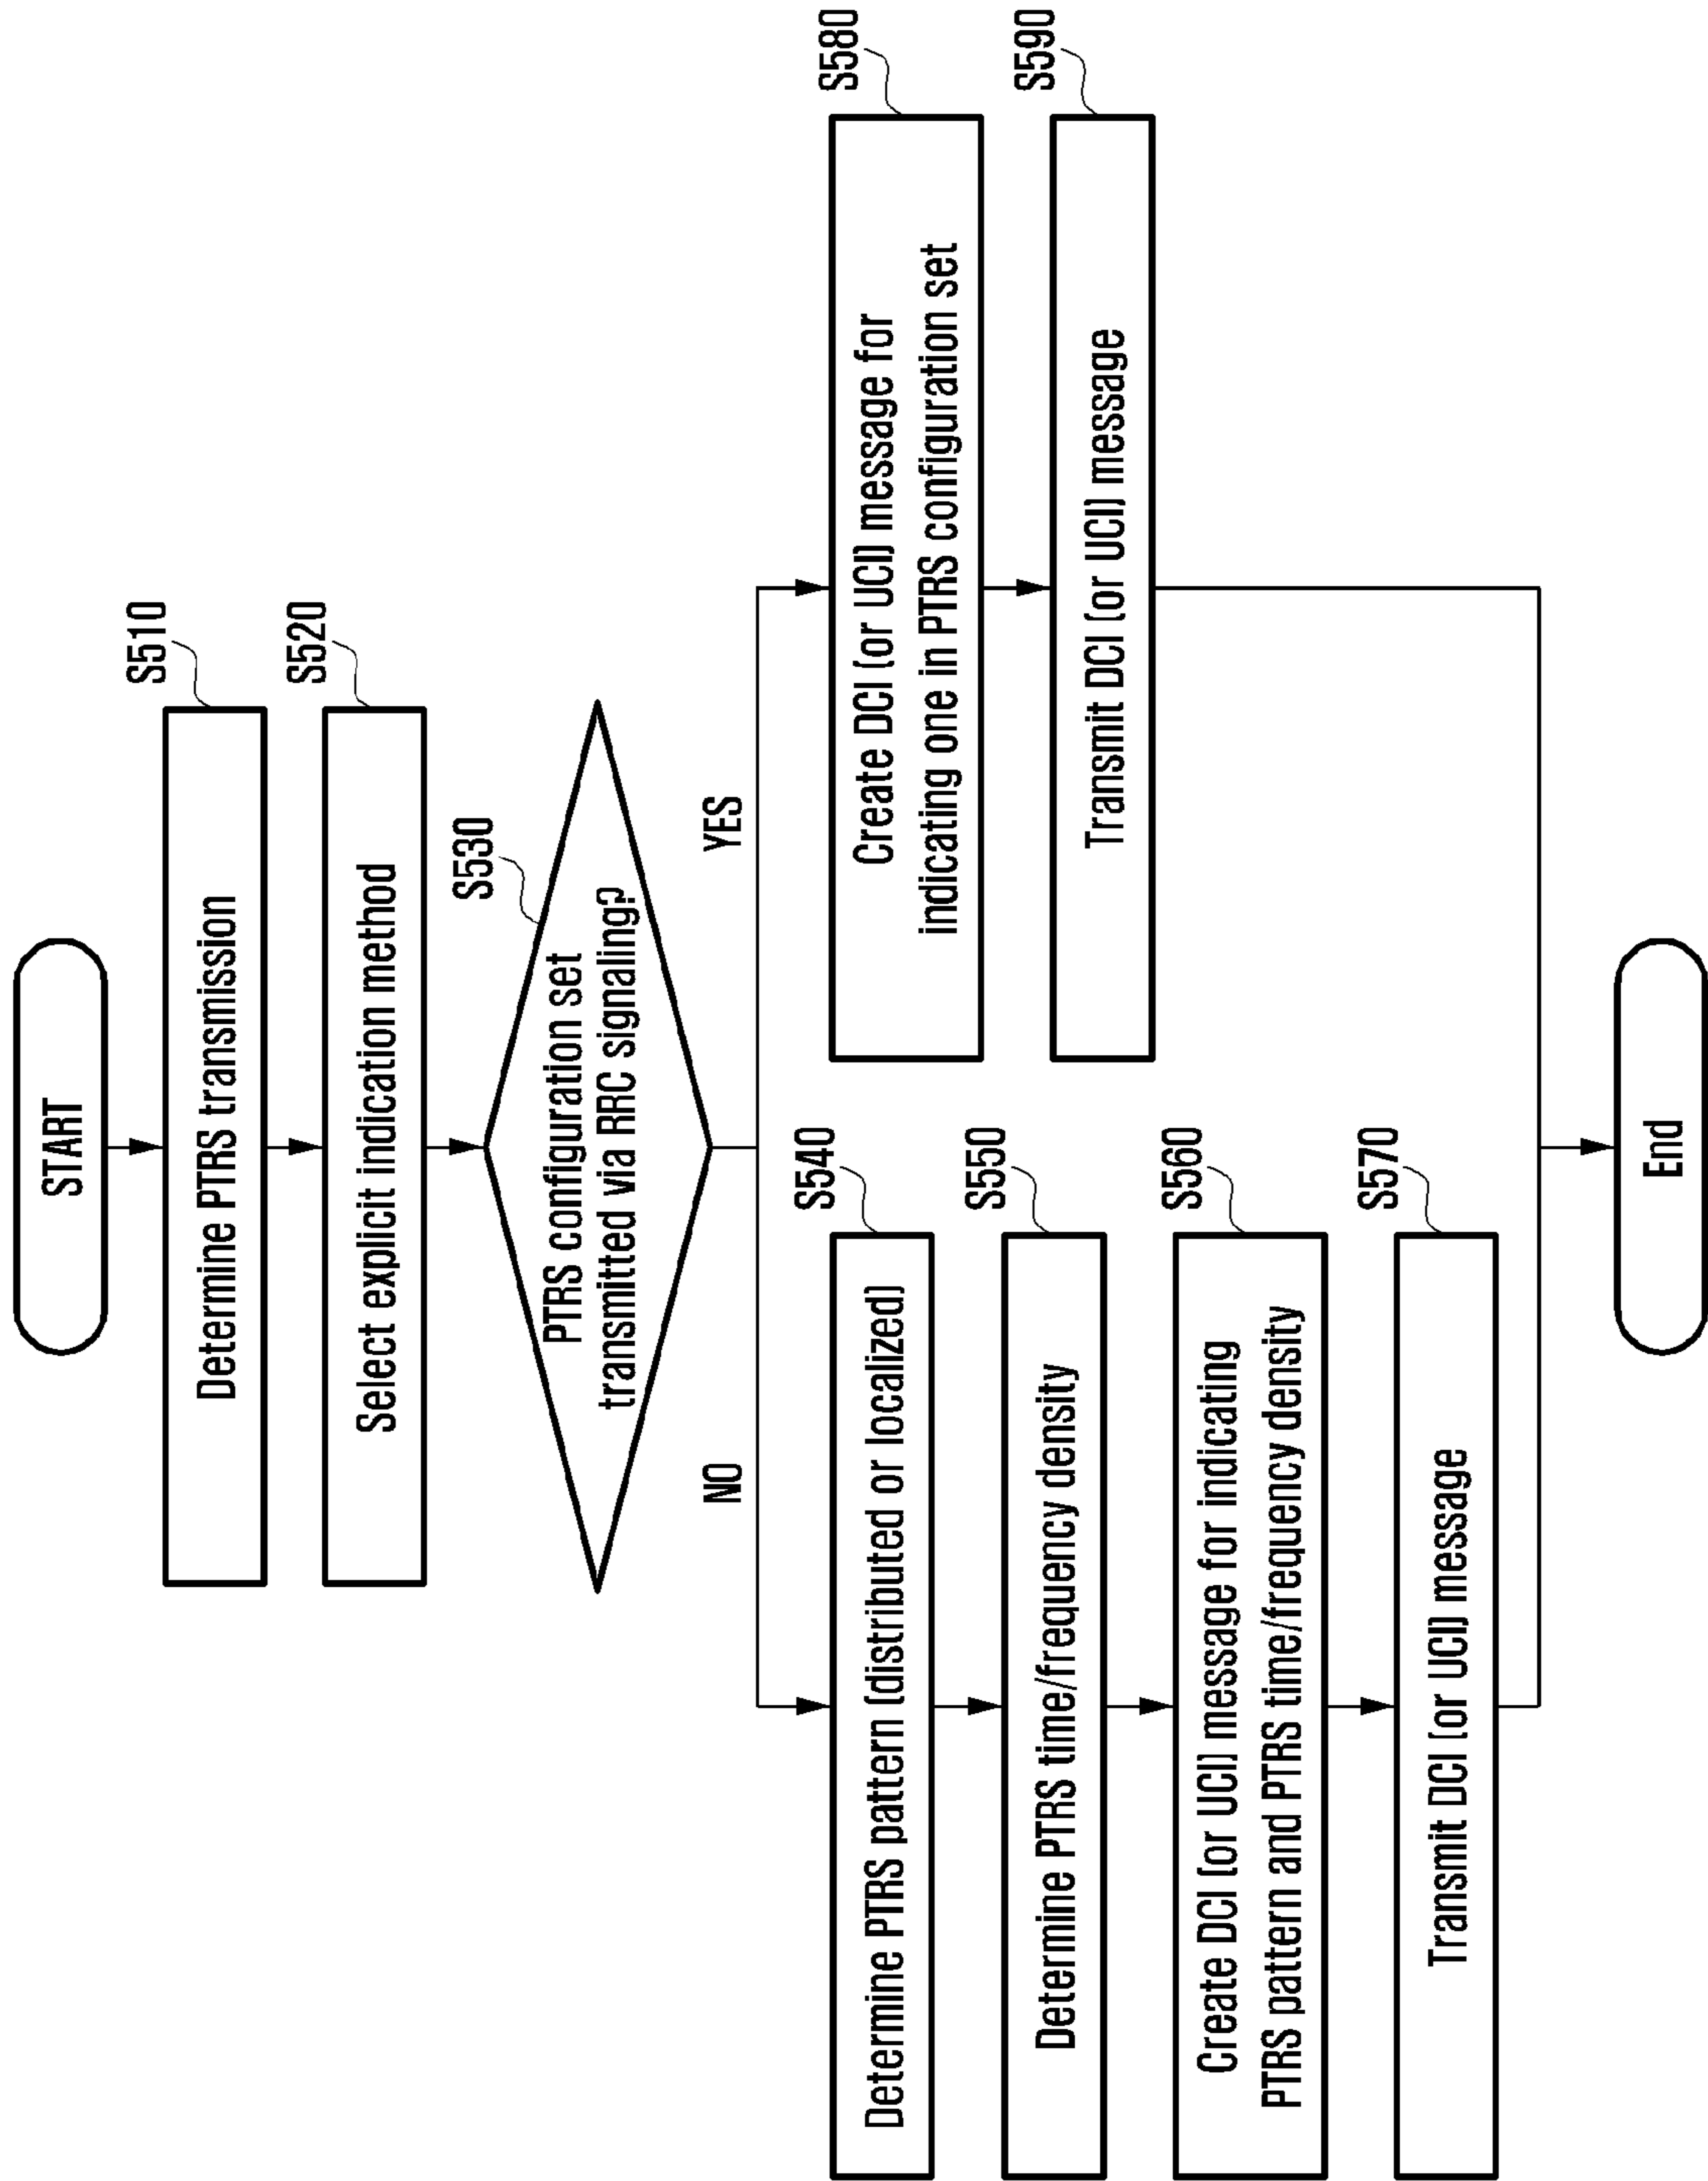 START
S510
Determine PTRS transmission
S520
Select explicit indication method
S530
PTRS configuration set
transmitted via RRC signaling?
NO
YES
S540
Determine PTRS pattern (distributed or localized)
S550
Determine PTRS time/frequency density
S560
Create DCI (or UCI) message for indicating
PTRS pattern and PTRS time/frequency density
S570
Transmit DCI (or UCI) message
S580
Create DCI (or UCI) message for
indicating one in PTRS configuration set
S590
Transmit DCI (or UCI) message
End